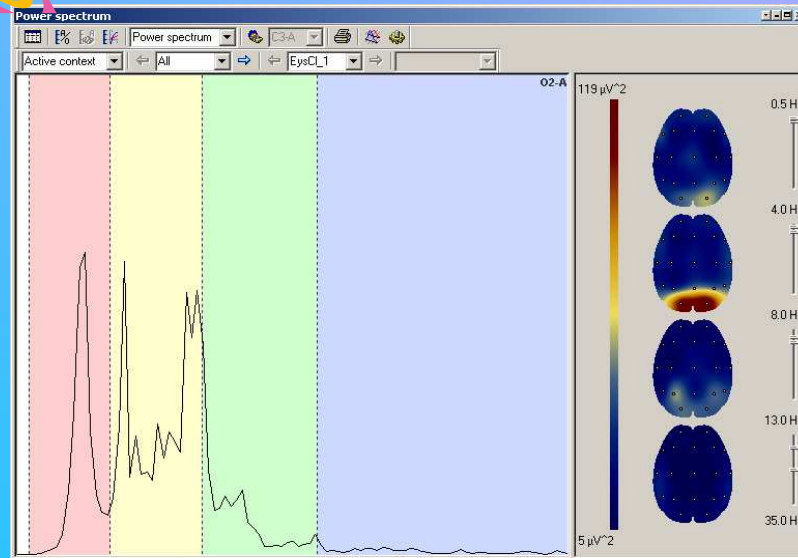 Power spectrum
Power spectrum
C3-A
Active context
All
EysCl_1
O2-A
119 µV^2
0.5 H
4.0 H
8.0 H
13.0 H
35.0 H
5 µV^2